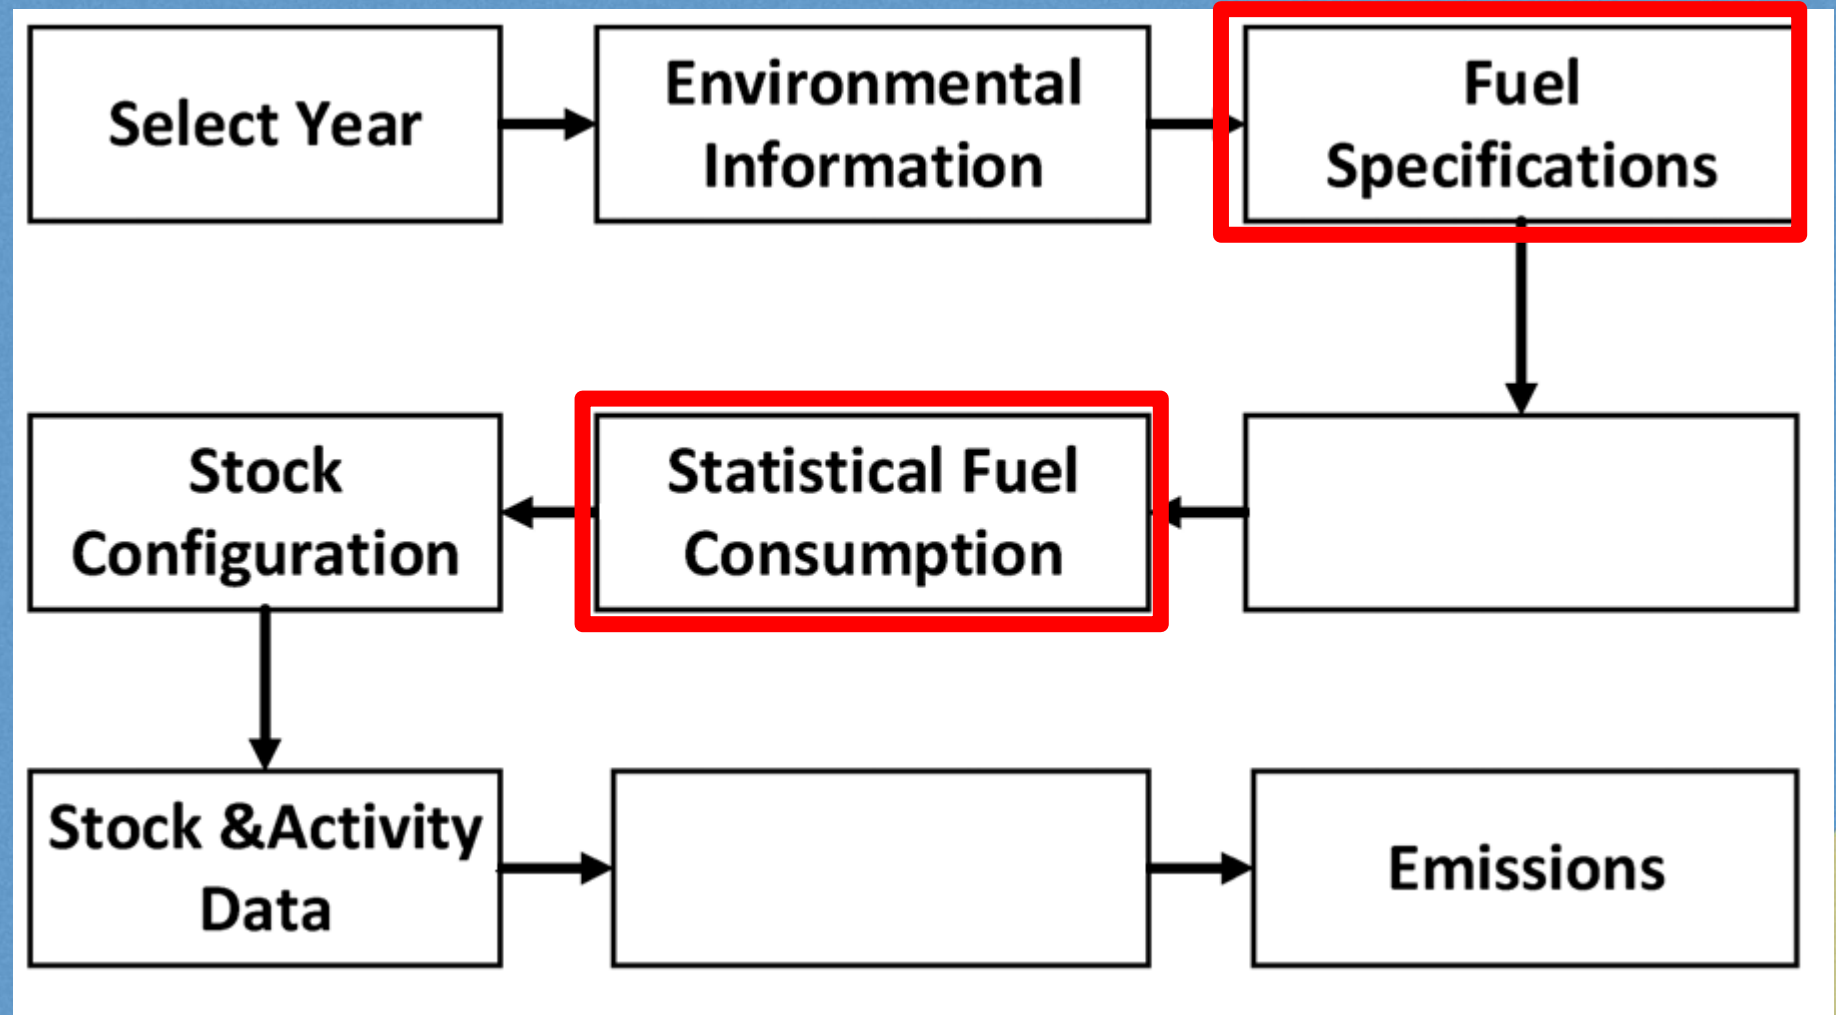 Select Year
Environmental
Information
Fuel
Specifications
Stock
Configuration
Statistical Fuel
Consumption
Stock &Activity
Data
Emissions